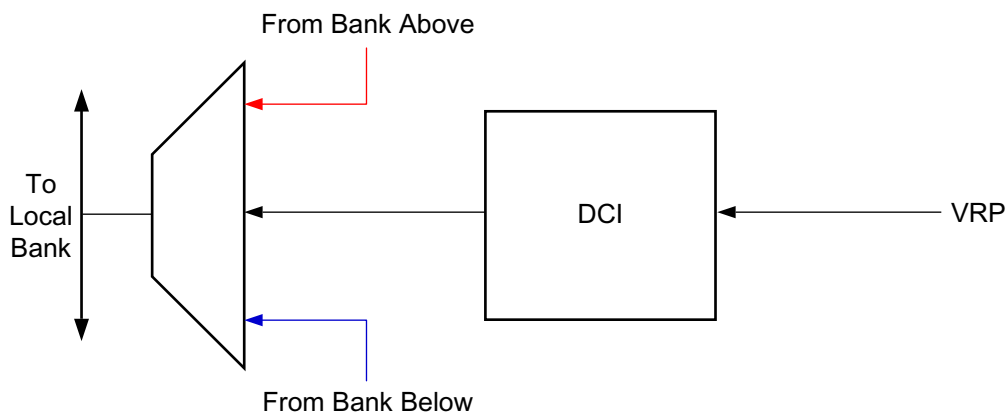 From Bank Above
To
Local
Bank
DCI
VRP
From Bank Below